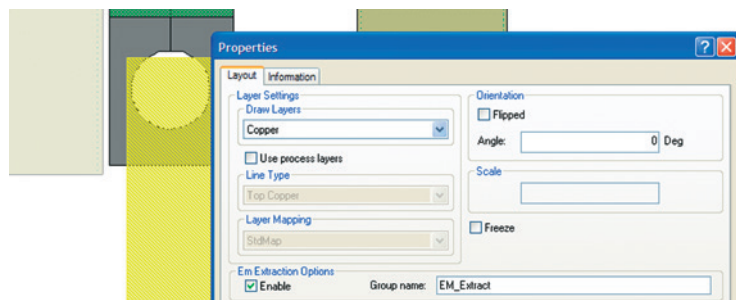 Properties
Layout Information
Layer Settings
Draw Layers
Copper
Use process layers
Line Type
Top Copper
Layer Mapping
StdMap
Orientation
Flipped
Angle: 0 Deg
Scale
Freeze
Em Extraction Options
Enable Group name: EM_Extract